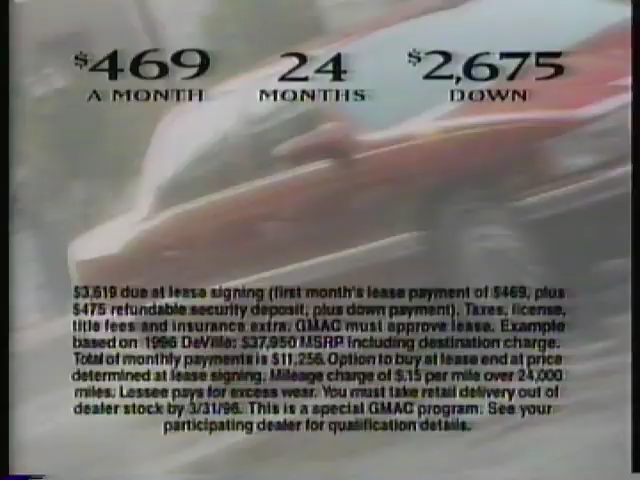 $469 24 $2,675
A MONTH MONTHS DOWN
$3,619 due at lease signing (first month's lease payment of $469, plus
$475 refundable security deposit, plus down payment). Taxes, license,
title fees and insurance extra. GMAC must approve lease. Example
based on 1996 DeVille: $37,950 MSRP including destination charge.
Total of monthly payments is $11,256. Option to buy at lease end at price
determined at lease signing. Mileage charge of $.15 per mile over 24,000
miles. Lessee pays for excess wear. You must take retail delivery out of
dealer stock by 3/31/96. This is a special GMAC program. See your
participating dealer for qualification details.